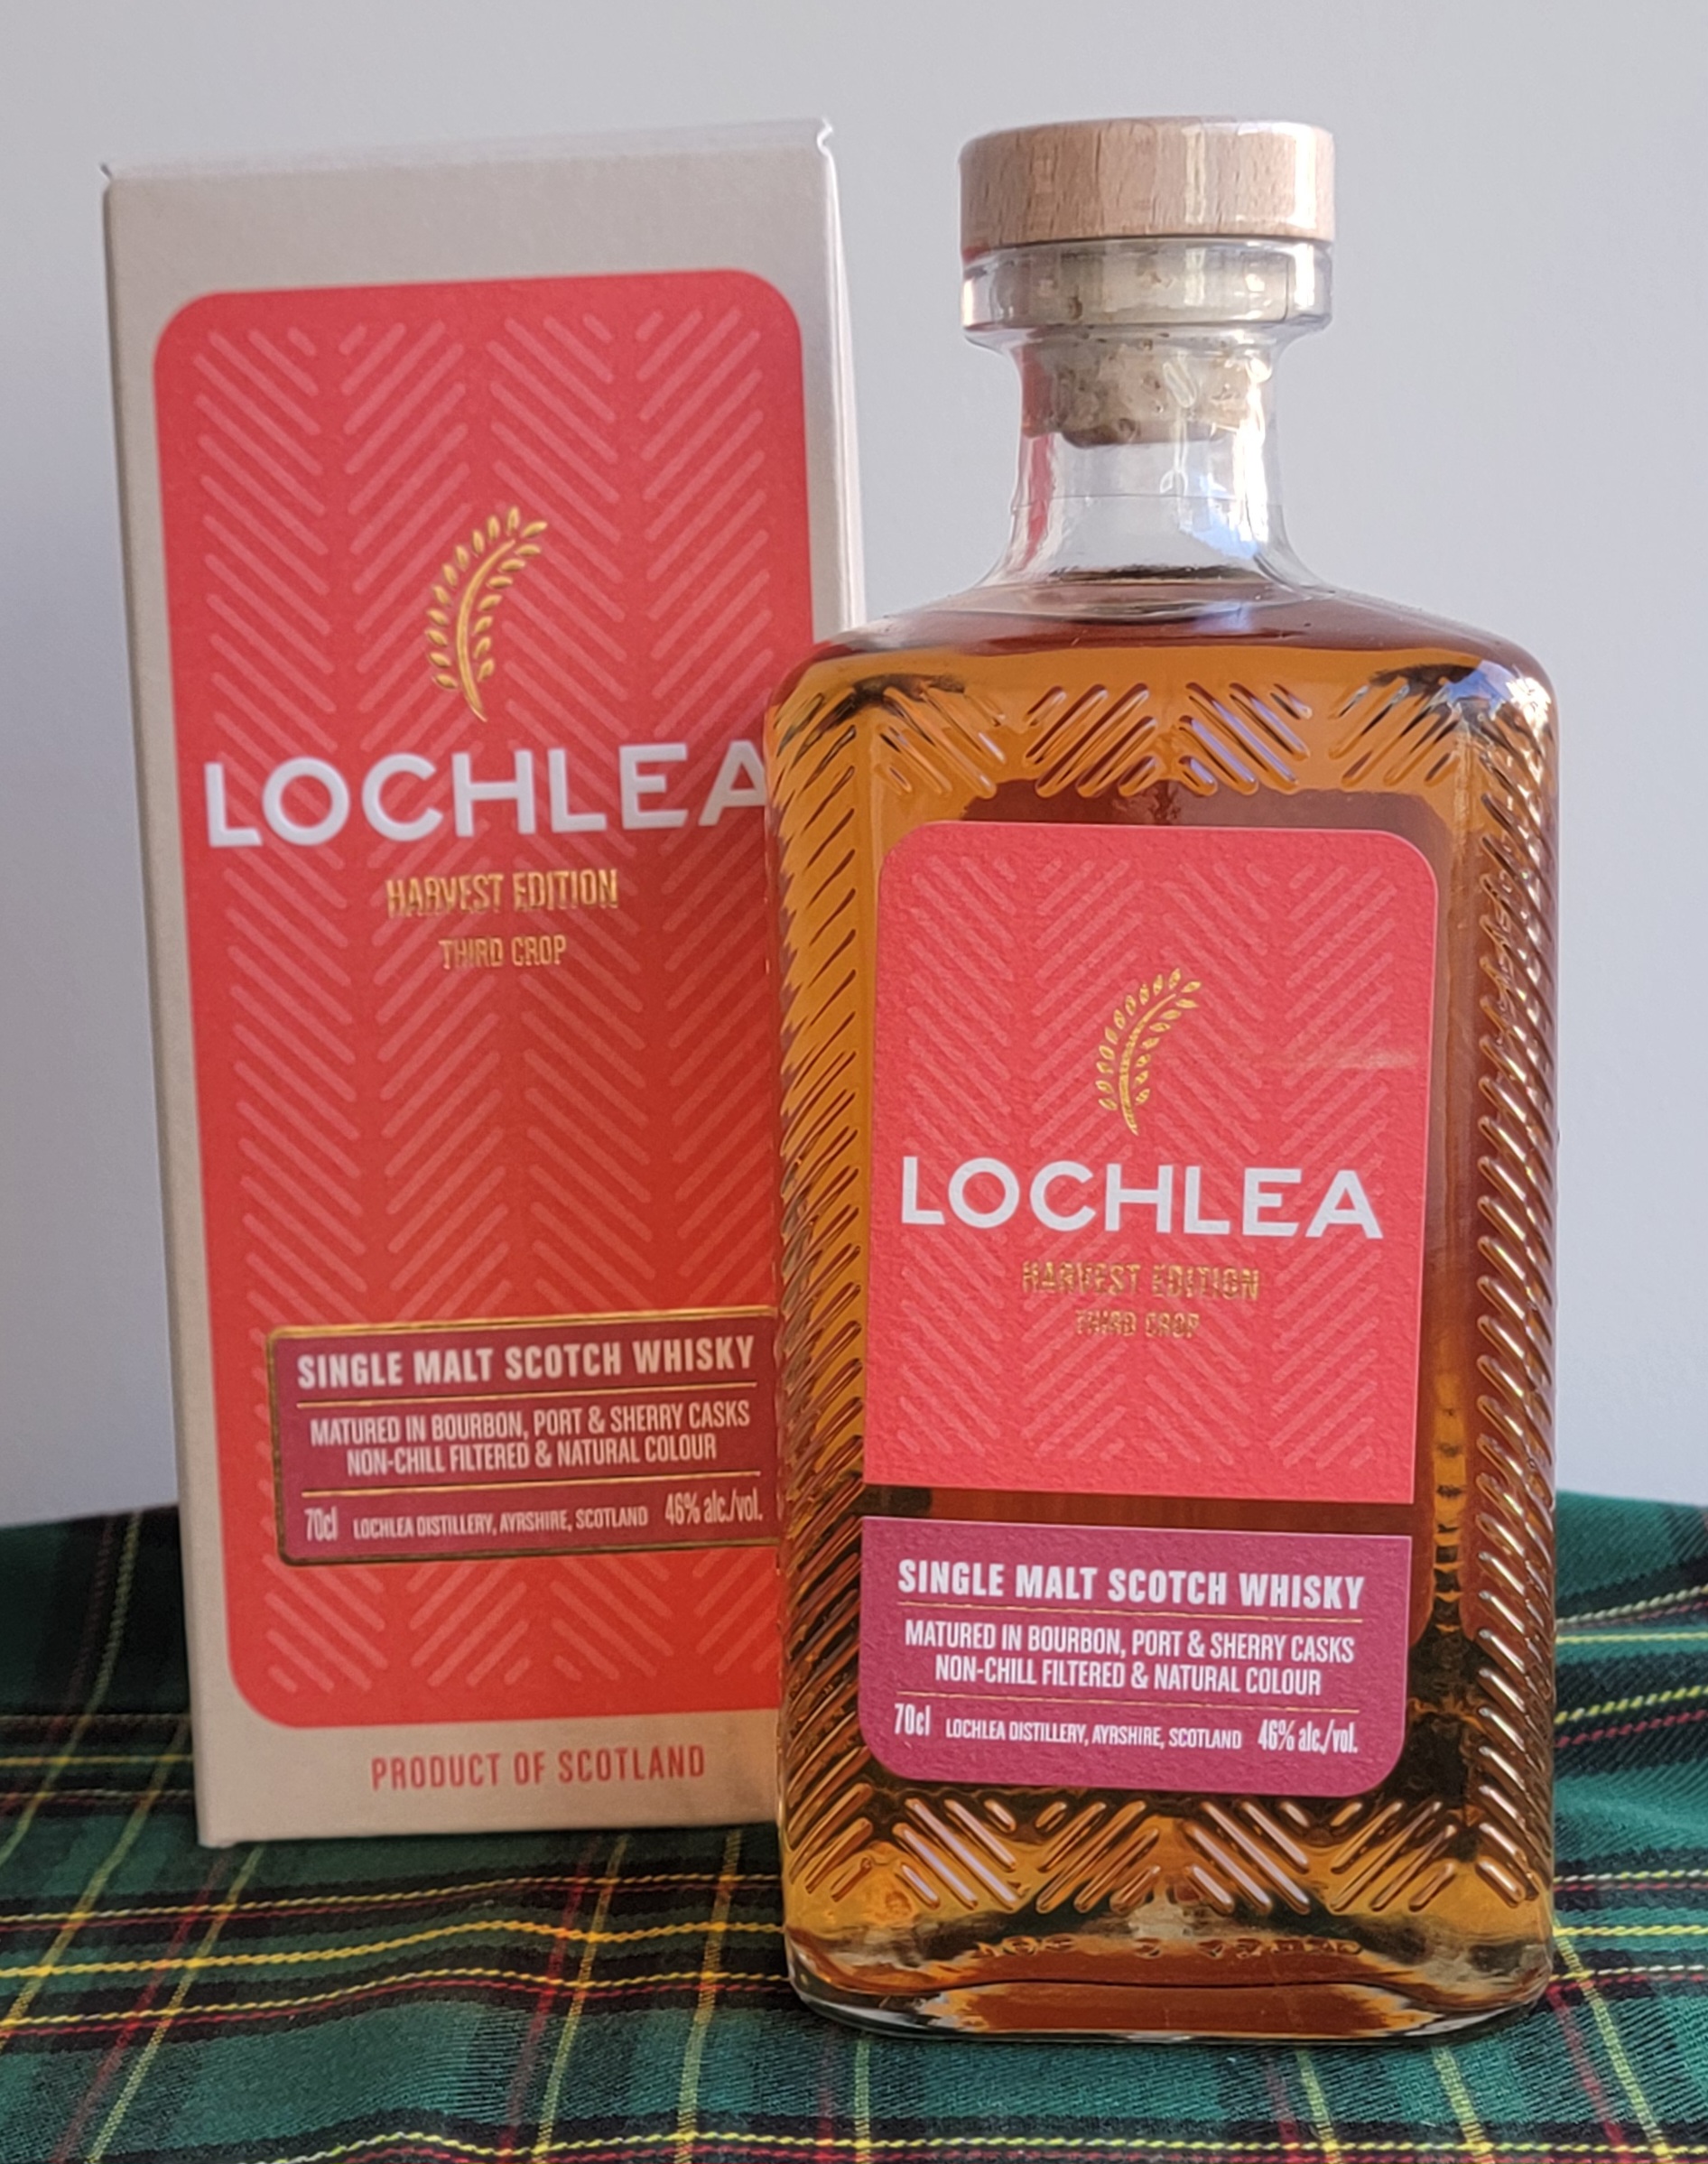 LOCHLEA
HARVEST EDITION
THIRD CROP
SINGLE MALT SCOTCH WHISKY
MATURED IN BOURBON, PORT & SHERRY CASKS
NON-CHILL FILTERED & NATURAL COLOUR
70cl LOCHLEA DISTILLERY, AYRSHIRE, SCOTLAND 46% alc./vol.
PRODUCT OF SCOTLAND
LOCHLEA
HARVEST EDITION
THIRD CROP
SINGLE MALT SCOTCH WHISKY
MATURED IN BOURBON, PORT & SHERRY CASKS
NON-CHILL FILTERED & NATURAL COLOUR
70cl LOCHLEA DISTILLERY, AYRSHIRE, SCOTLAND 46% alc./vol.